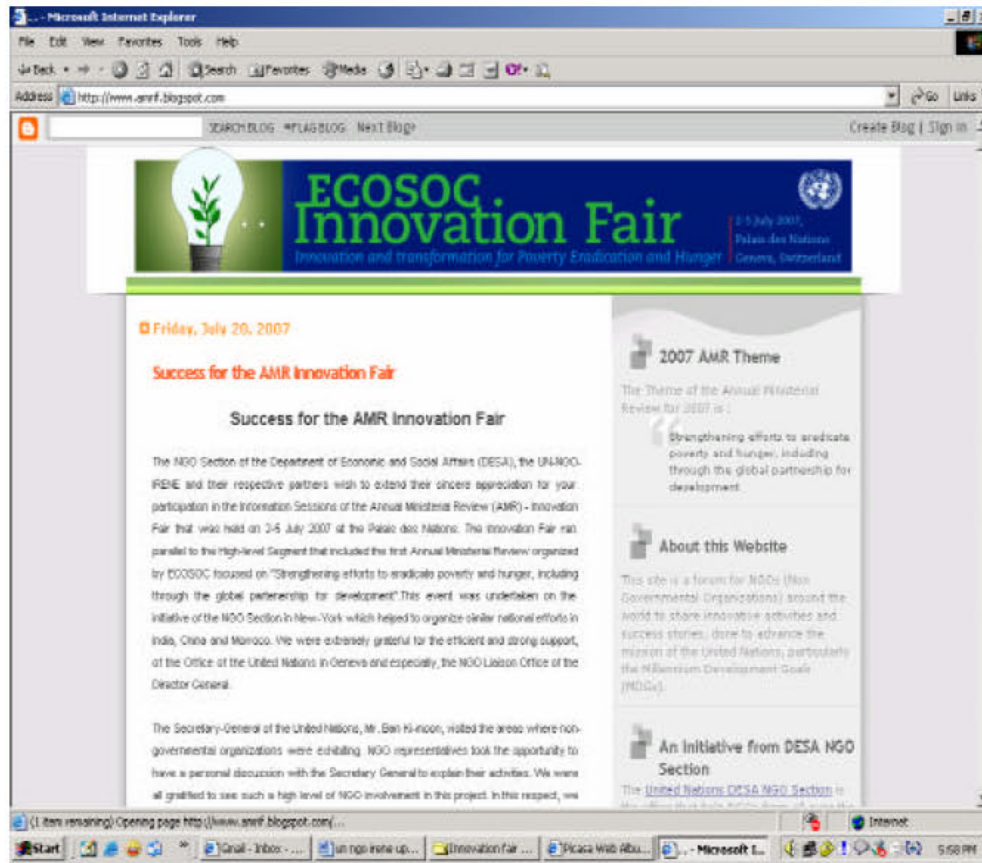 ... - Microsoft Internet Explorer
File Edit View Favorites Tools Help
Back Search Favorites Media
Address http://www.amrif.blogspot.com Go Links
SEARCH BLOG FLAG BLOG Next Blog» Create Blog | Sign In
ECOSOC
Innovation Fair
Innovation and transformation for Poverty Eradication and Hunger
2-5 July 2007,
Palais des Nations
Geneva, Switzerland
Friday, July 20, 2007
Success for the AMR Innovation Fair
Success for the AMR Innovation Fair
The NGO Section of the Department of Economic and Social Affairs (DESA), the UN-NGO-
IRENE and their respective partners wish to extend their sincere appreciation for your
participation in the Information Sessions of the Annual Ministerial Review (AMR) - Innovation
Fair that was held on 2-5 July 2007 at the Palais des Nations. The Innovation Fair ran
parallel to the High-level Segment that included the first Annual Ministerial Review organized
by ECOSOC focused on "Strengthening efforts to eradicate poverty and hunger, including
through the global partenership for development".This event was undertaken on the
initiative of the NGO Section in New-York which helped to organize similar national efforts in
India, China and Morroco. We were extremely grateful for the efficient and strong support,
of the Office of the United Nations in Geneva and especially, the NGO Liaison Office of the
Director General.
The Secretary-General of the United Nations, Mr. Ban Ki-moon, visited the areas where non-
governmental organizations were exhibiting. NGO representatives took the opportunity to
have a personal discussion with the Secretary General to explain their activities. We were
all gratified to see such a high level of NGO involvement in this project. In this respect, we
2007 AMR Theme
The Theme of the Annual Ministerial
Review for 2007 is :
Strengthening efforts to eradicate
poverty and hunger, including
through the global partnership for
development
About this Website
This site is a forum for NGOs (Non
Governmental Organizations) around the
world to share innovative activities and
success stories, done to advance the
mission of the United Nations, particularly
the Millennium Development Goals
(MDGs).
An Initiative from DESA NGO
Section
The United Nations DESA NGO Section is
(1 item remaining) Opening page http://www.amrif.blogspot.com/... Internet
Start Gmail - Inbox - ... un ngo irene up... Innovation fair ... Picasa Web Albu... ... - Microsoft I... 5:58 PM